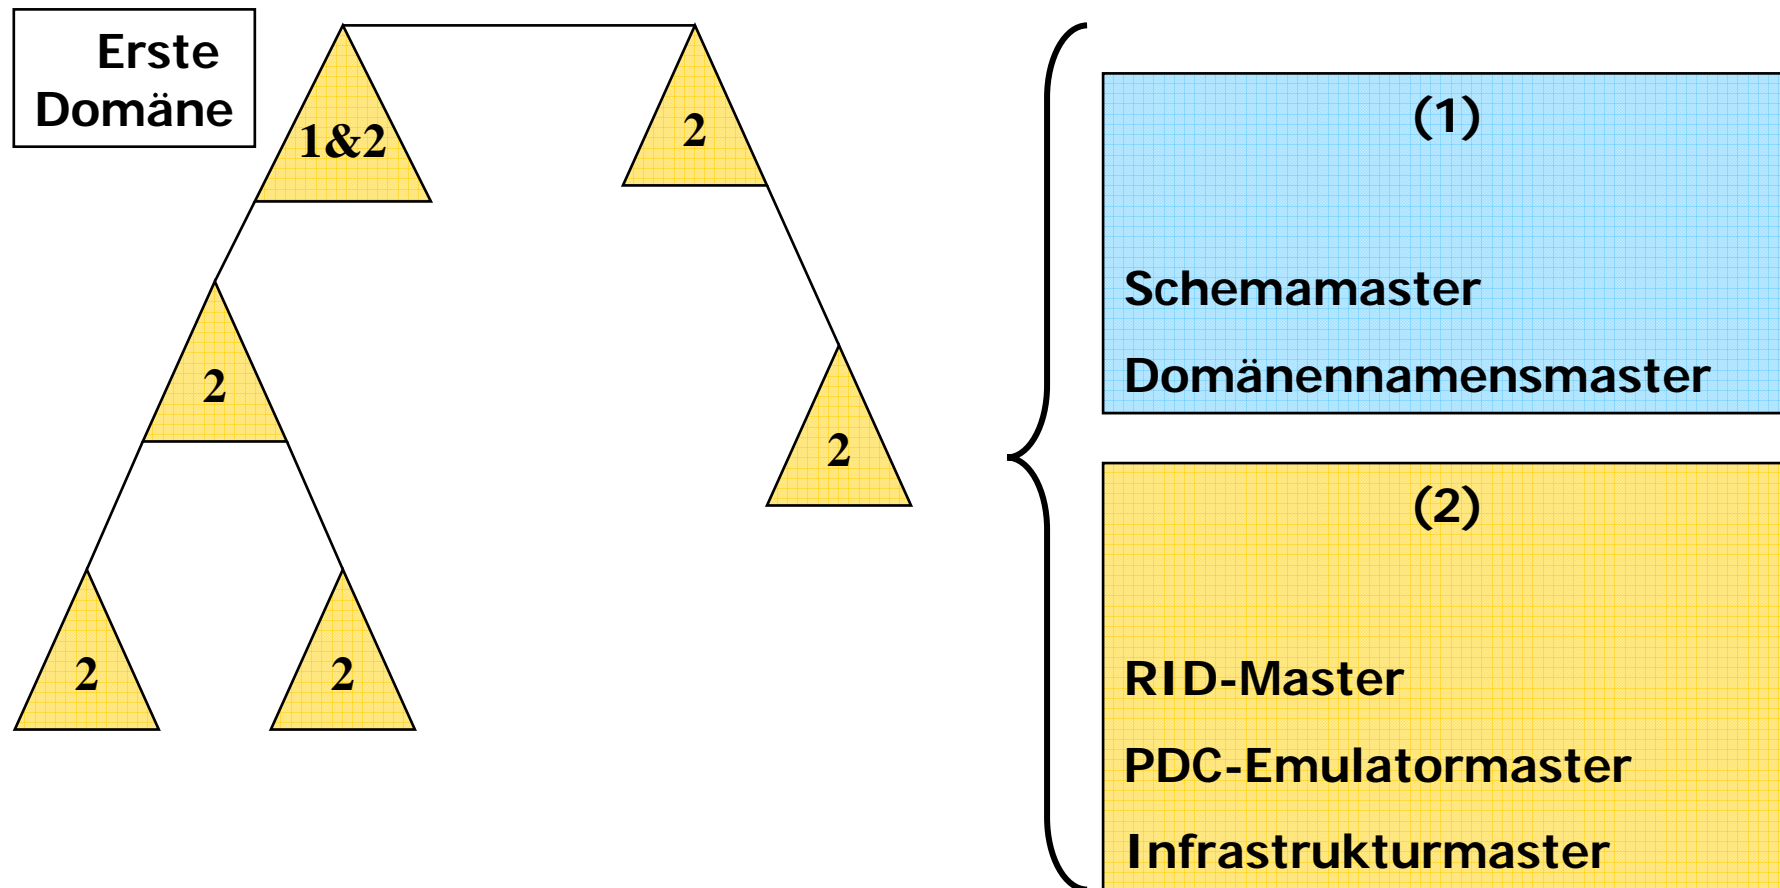 Erste
Domäne
1&2
2
2
2
2
2
(1)
Schemamaster
Domänennamensmaster
(2)
RID-Master
PDC-Emulatormaster
Infrastrukturmaster